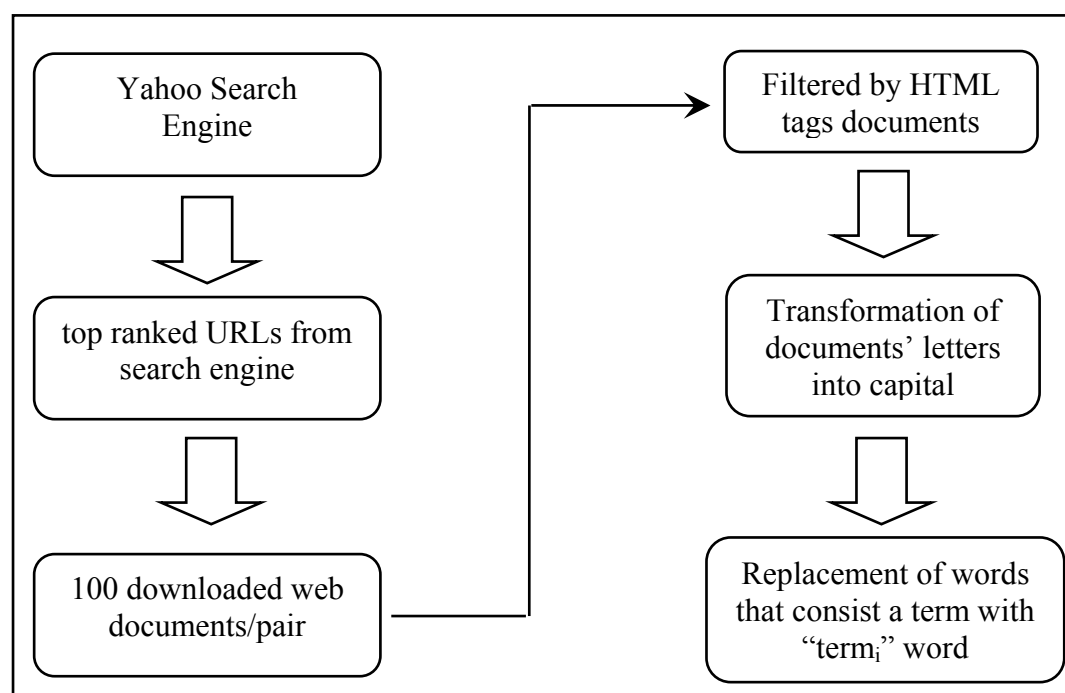 Yahoo Search
Engine
top ranked URLs from
search engine
100 downloaded web
documents/pair
Filtered by HTML
tags documents
Transformation of
documents’ letters
into capital
Replacement of words
that consist a term with
“termᵢ” word